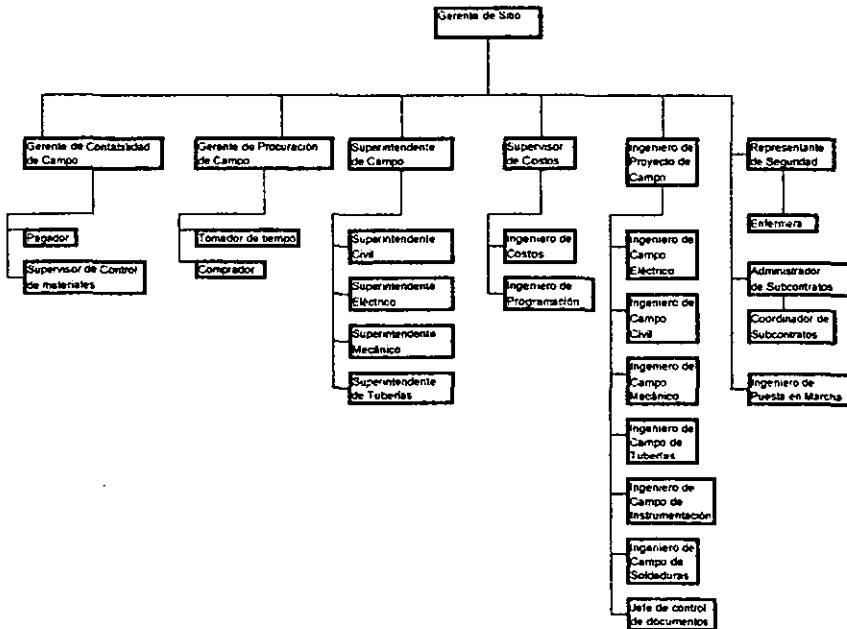 Gerente de Sitio
Gerente de Contabilidad
de Campo
Gerente de Procuración
de Campo
Superintendente
de Campo
Supervisor
de Costos
Ingeniero de
Proyecto de
Campo
Representante
de Seguridad
Pagador
Supervisor de Control
de materiales
Tomador de tiempo
Comprador
Superintendente
Civil
Superintendente
Eléctrico
Superintendente
Mecánico
Superintendente
de Tuberías
Ingeniero de
Costos
Ingeniero de
Programación
Ingeniero de
Campo
Eléctrico
Ingeniero de
Campo
Civil
Ingeniero de
Campo
Mecánico
Ingeniero de
Campo de
Tuberías
Ingeniero de
Campo de
Instrumentación
Ingeniero de
Campo de
Soldaduras
Jefe de control
de documentos
Enfermera
Administrador
de Subcontratos
Coordinador de
Subcontratos
Ingeniero de
Puesta en Marcha